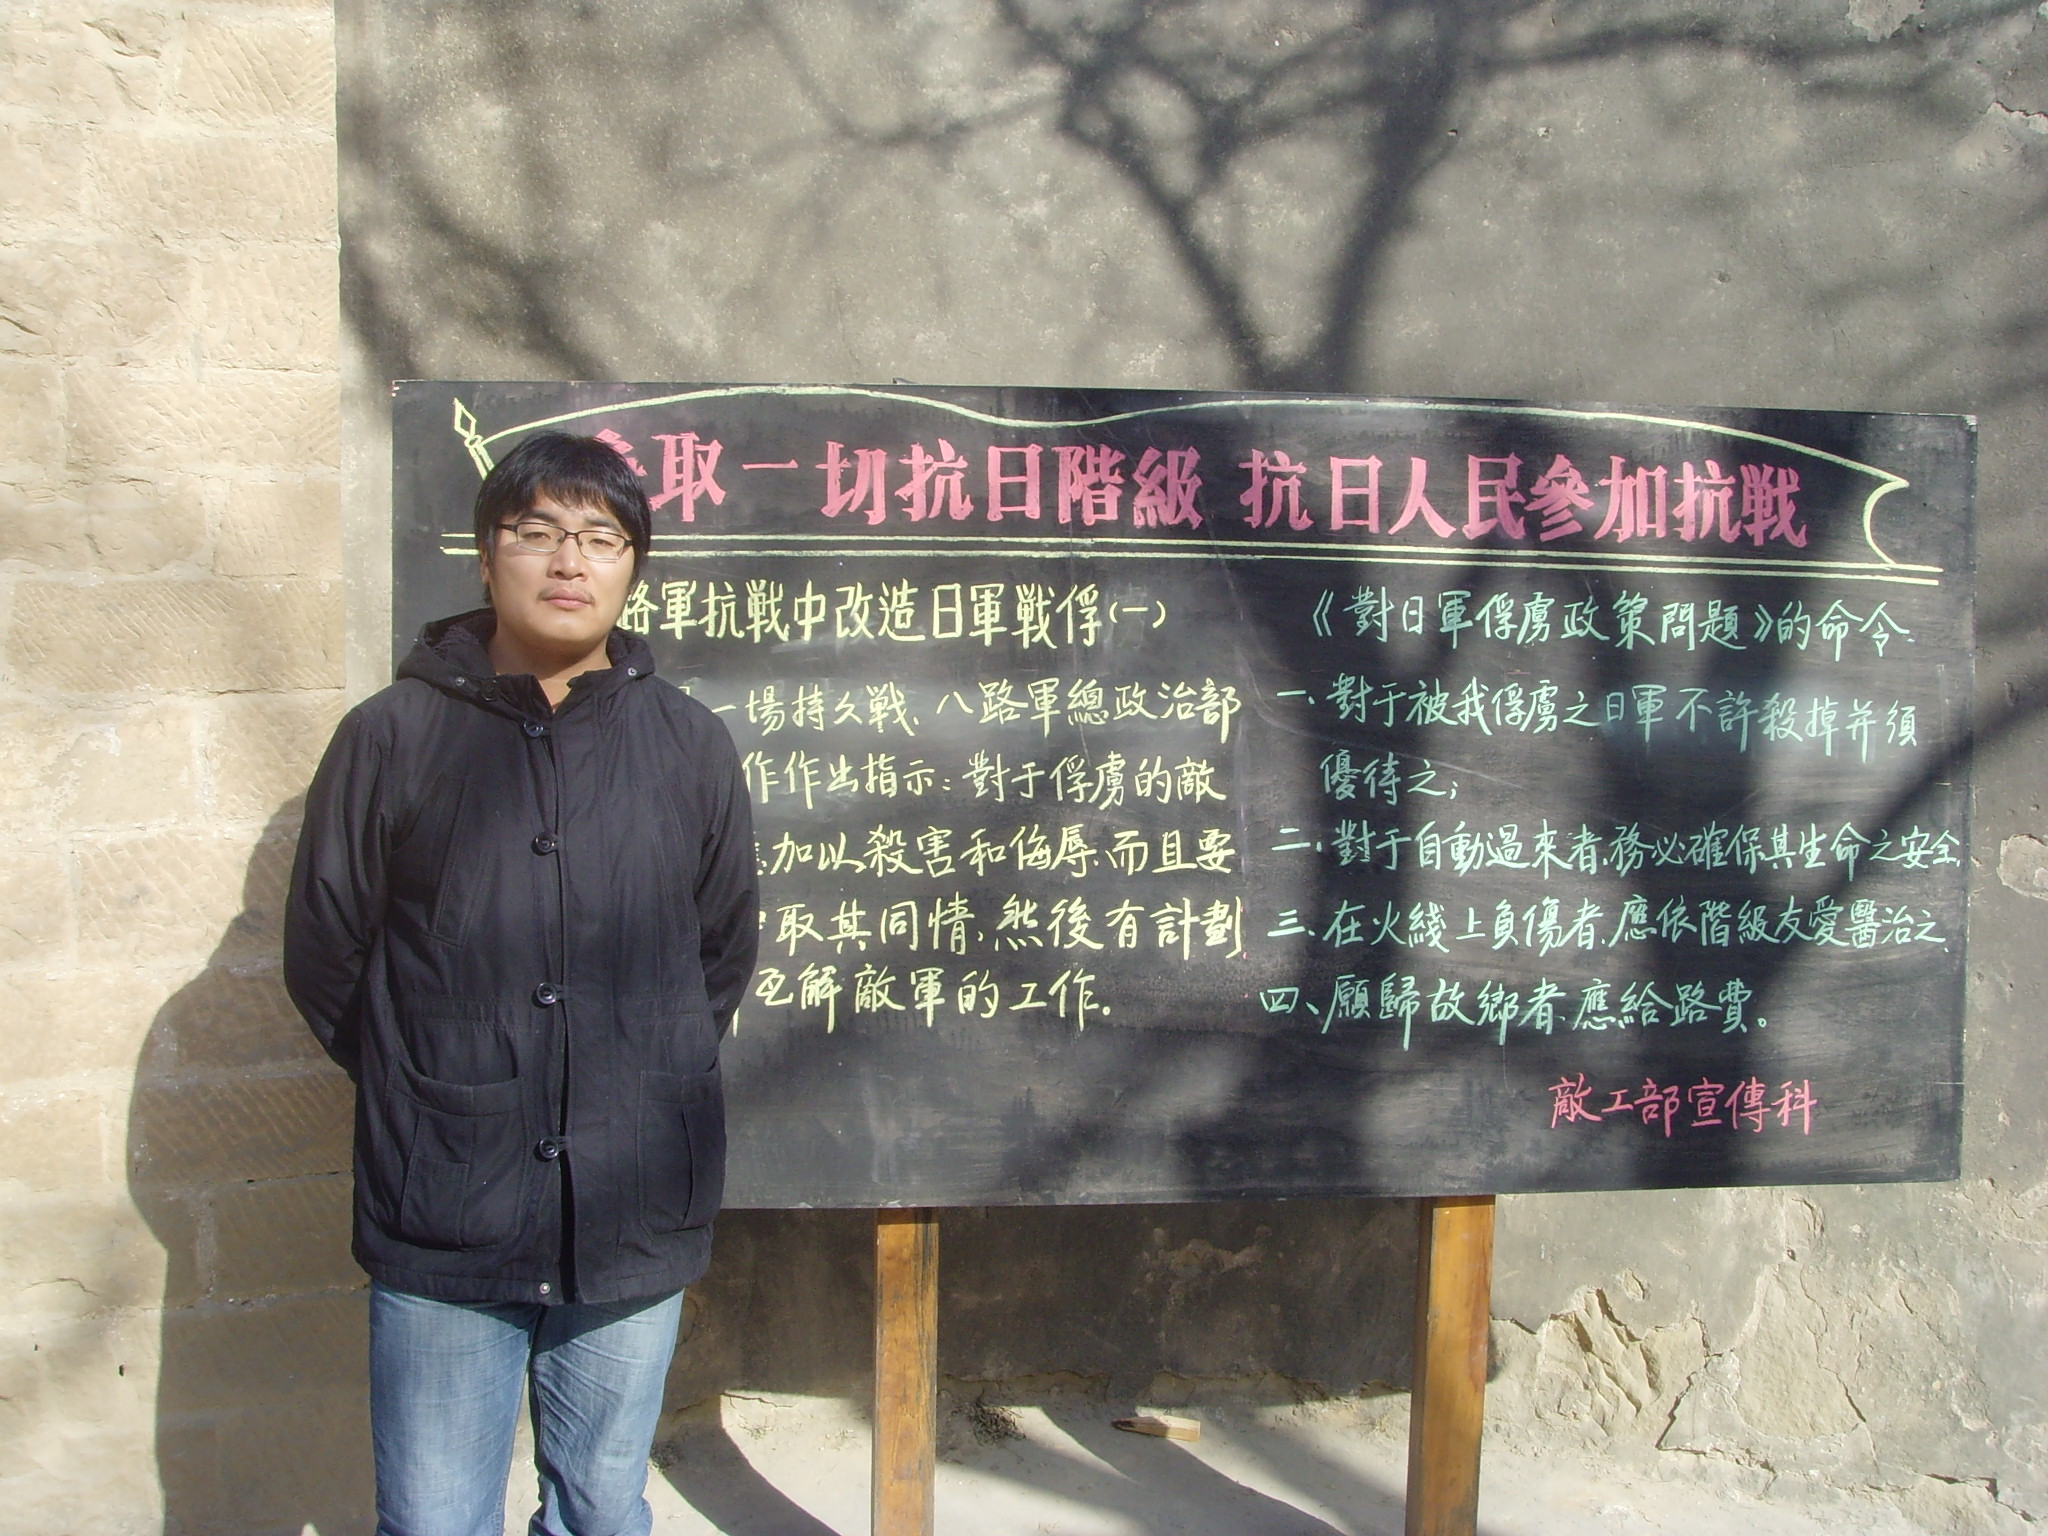 取一切抗日階級 抗日人民參加抗戦
路軍抗戦中改造日軍戦俘(一)
一場持久戦、八路軍總政治部
作作出指示：對于俘虜的敵
加以殺害和侮辱、而且要
取其同情、然後有計劃
瓦解敵軍的工作。
《對日軍俘虜政策問題》的命令.
一、對于被我俘虜之日軍不許殺掉并須
優待之；
二、對于自動過來者、務必確保其生命之安全.
三、在火綫上負傷者、應依階級友愛醫治之.
四、願歸故鄉者、應給路費。
敵工部宣傳科